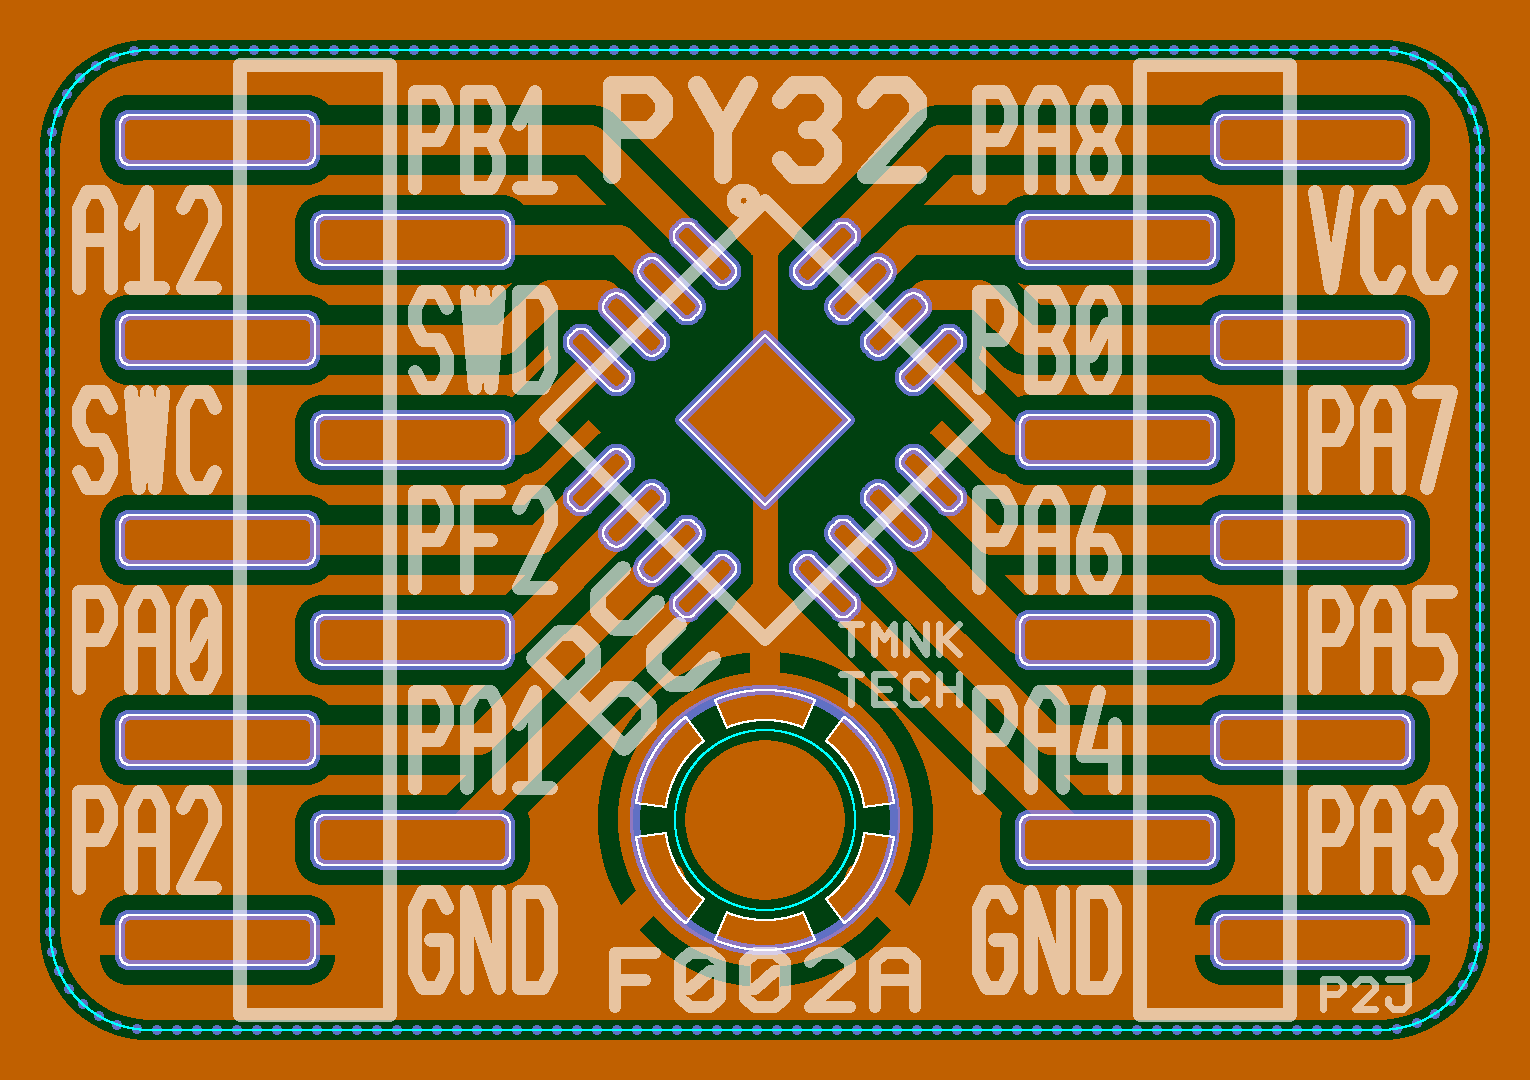 PB1 PY32 PA8
A12 VCC
SWD PB0
SWC PA7
PF2 PA6
PA0 PA5
TMNK
TECH
PA1 PA4
PA2 PA3
GND F002A GND
P2J